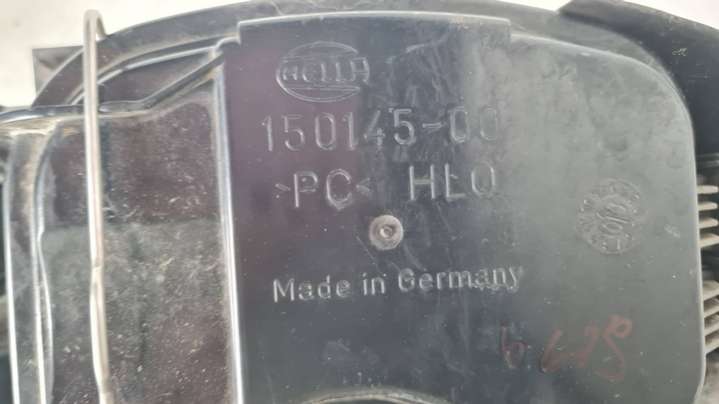 HELLA
150145-00
>PC< HLO
Made in Germany